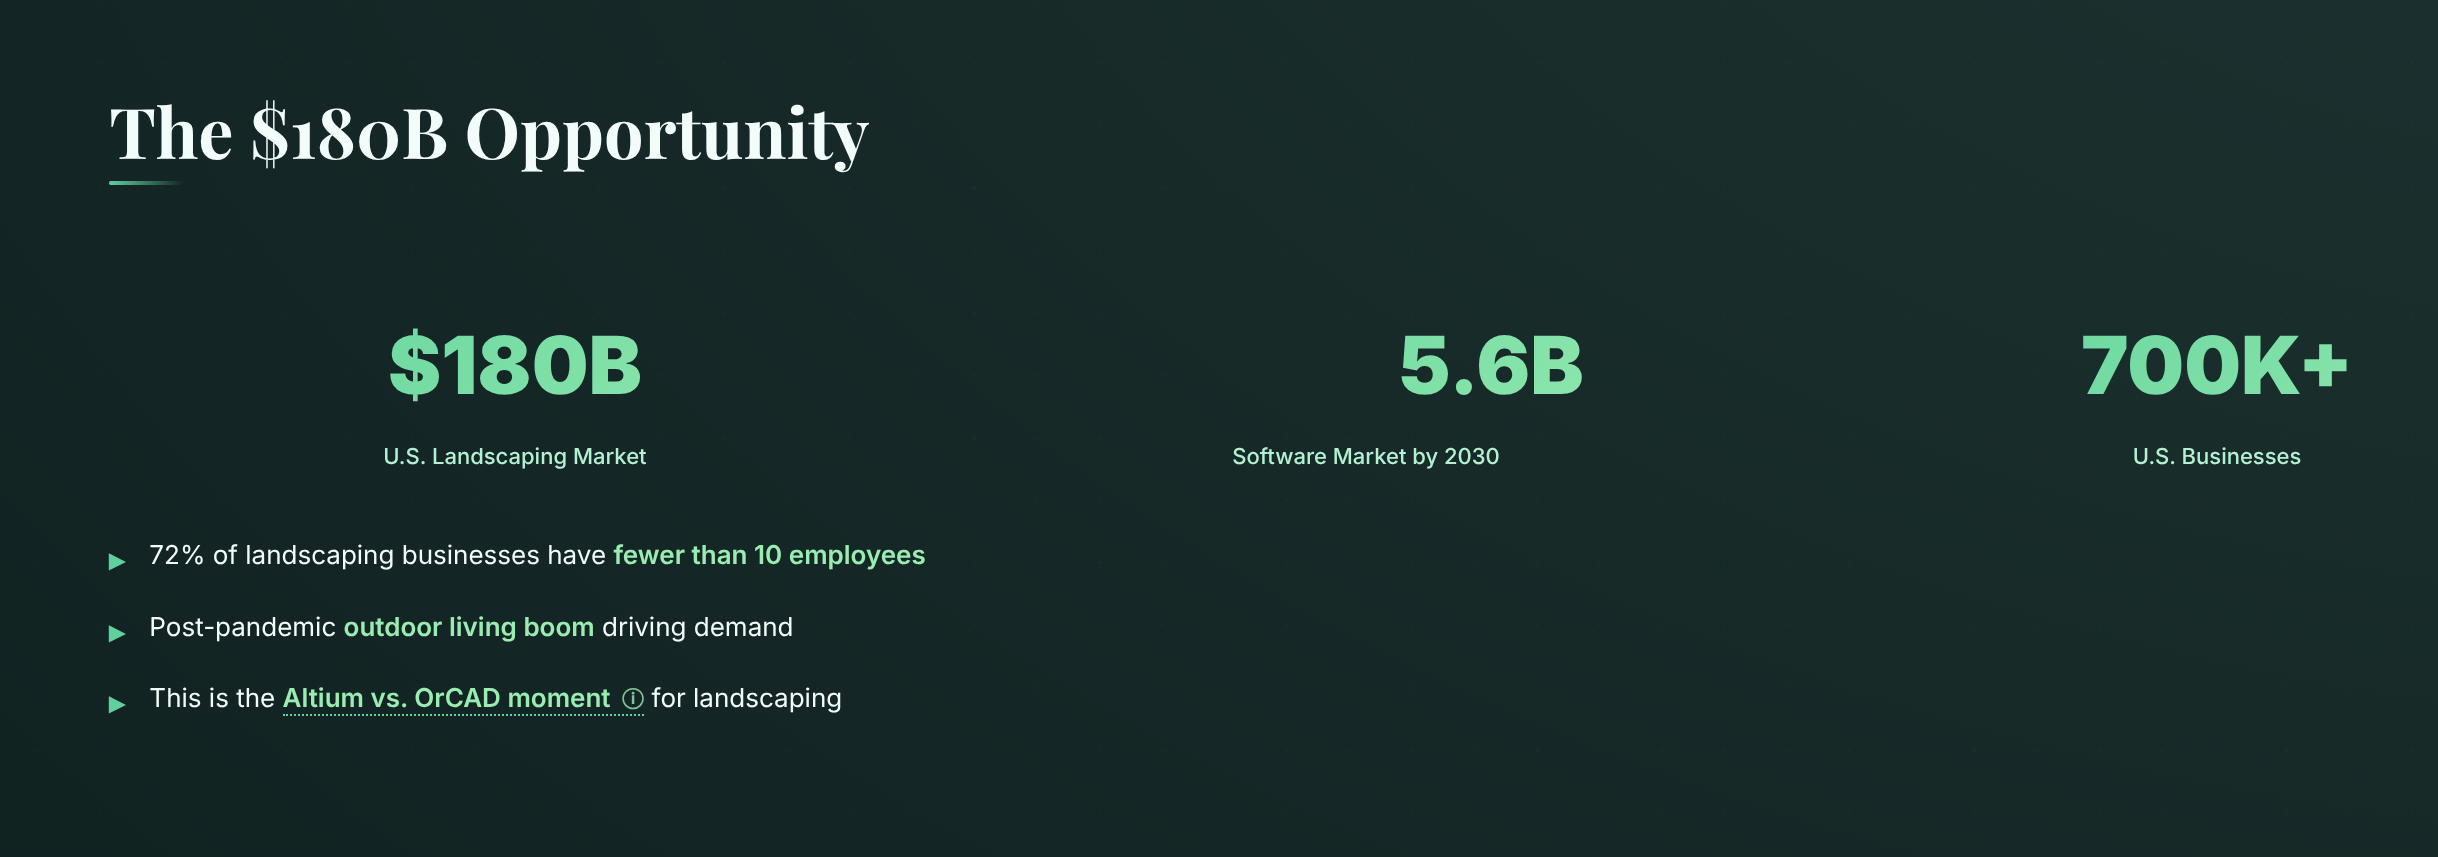 The $180B Opportunity
$180B
5.6B
700K+
U.S. Landscaping Market
Software Market by 2030
U.S. Businesses
▶ 72% of landscaping businesses have fewer than 10 employees
▶ Post-pandemic outdoor living boom driving demand
▶ This is the Altium vs. OrCAD moment ⓘ for landscaping